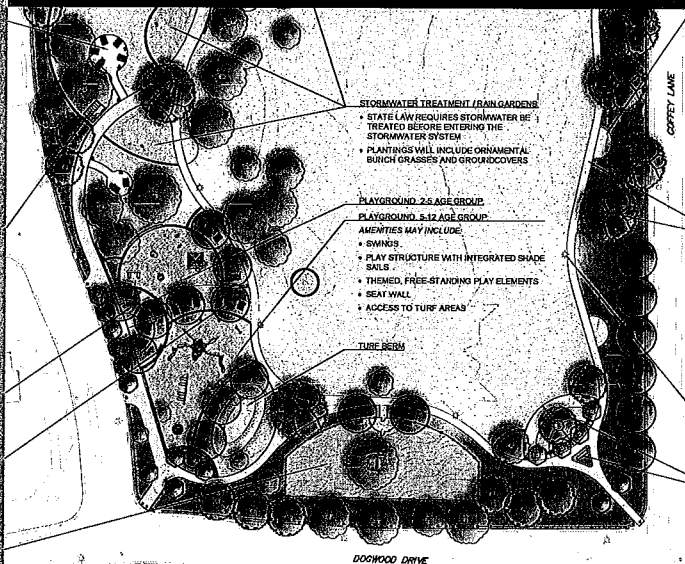 STORMWATER TREATMENT / RAIN GARDENS
• STATE LAW REQUIRES STORMWATER BE
TREATED BEFORE ENTERING THE
STORMWATER SYSTEM
• PLANTINGS WILL INCLUDE ORNAMENTAL
BUNCH GRASSES AND GROUNDCOVERS
PLAYGROUND 2-5 AGE GROUP
PLAYGROUND 5-12 AGE GROUP
AMENITIES MAY INCLUDE:
• SWINGS
• PLAY STRUCTURE WITH INTEGRATED SHADE
SAILS
• THEMED, FREE-STANDING PLAY ELEMENTS
• SEAT WALL
• ACCESS TO TURF AREAS
TURF BERM
COFFEY LANE
DOGWOOD DRIVE